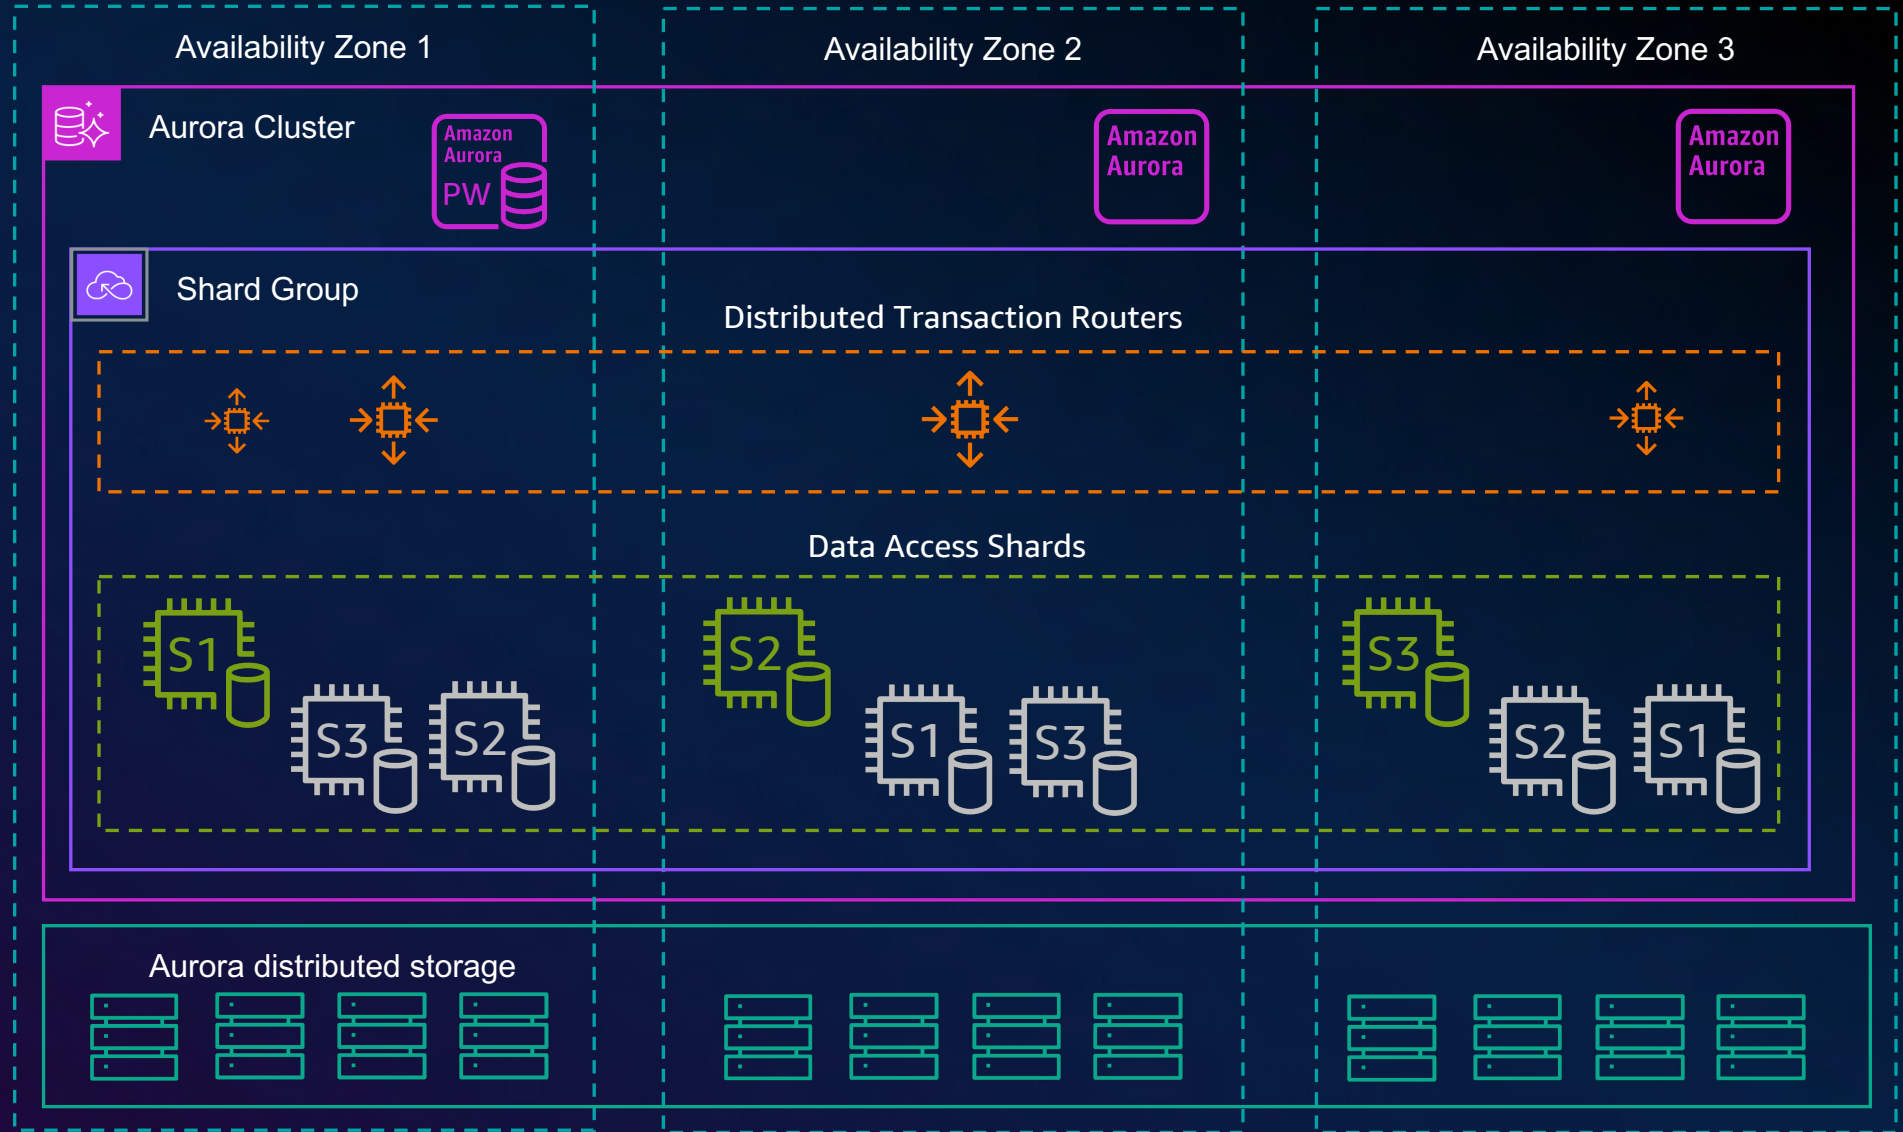 Availability Zone 1
Availability Zone 2
Availability Zone 3
Aurora Cluster
Amazon
Aurora
PW
Amazon
Aurora
Amazon
Aurora
Shard Group
Distributed Transaction Routers
Data Access Shards
S1
S3
S2
S2
S1
S3
S3
S2
S1
Aurora distributed storage